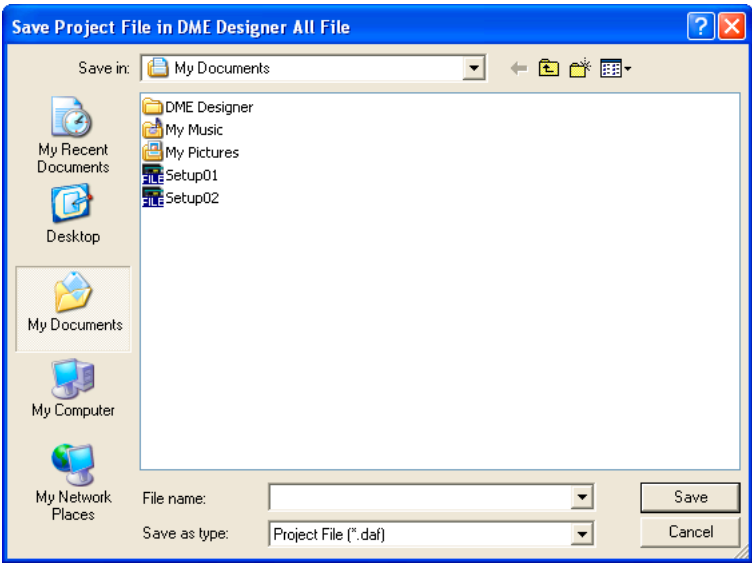 Save Project File in DME Designer All File
Save in: My Documents
DME Designer
My Music
My Pictures
Setup01
Setup02
My Recent
Documents
Desktop
My Documents
My Computer
My Network
Places
File name:
Save
Save as type: Project File (*.daf)
Cancel